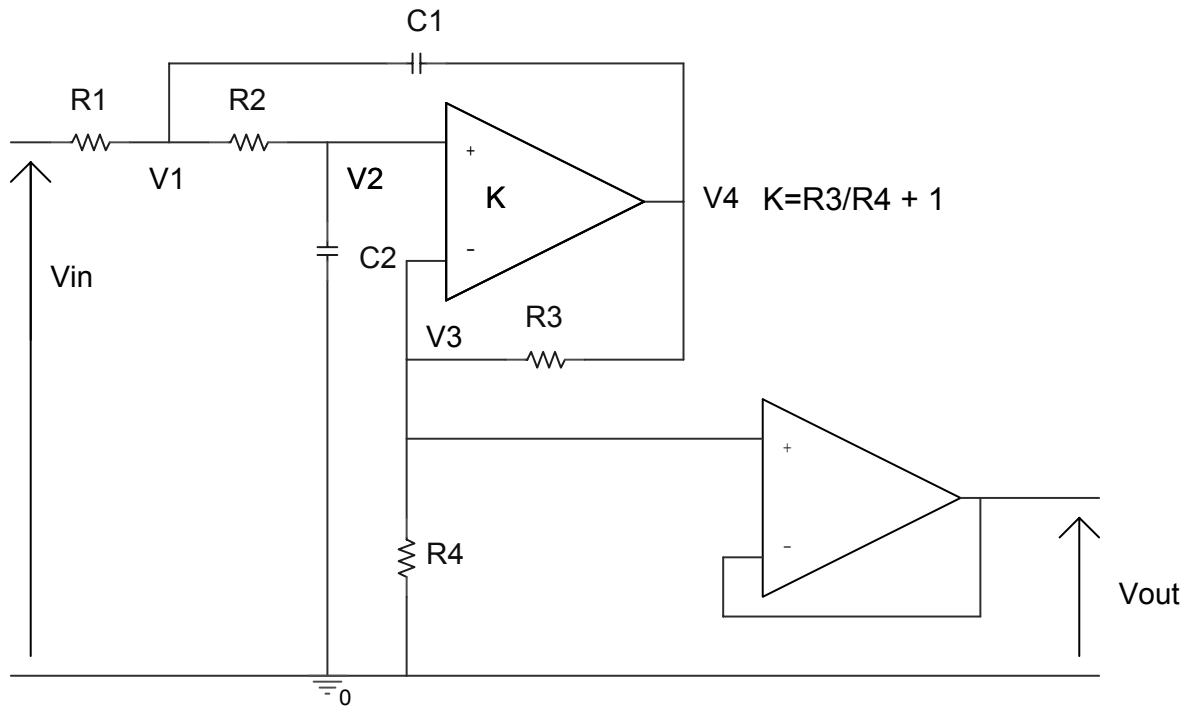 C1
R1
R2
V1
V2
+
K
V4 K=R3/R4 + 1
-
C2
Vin
R3
V3
+
R4
-
Vout
0